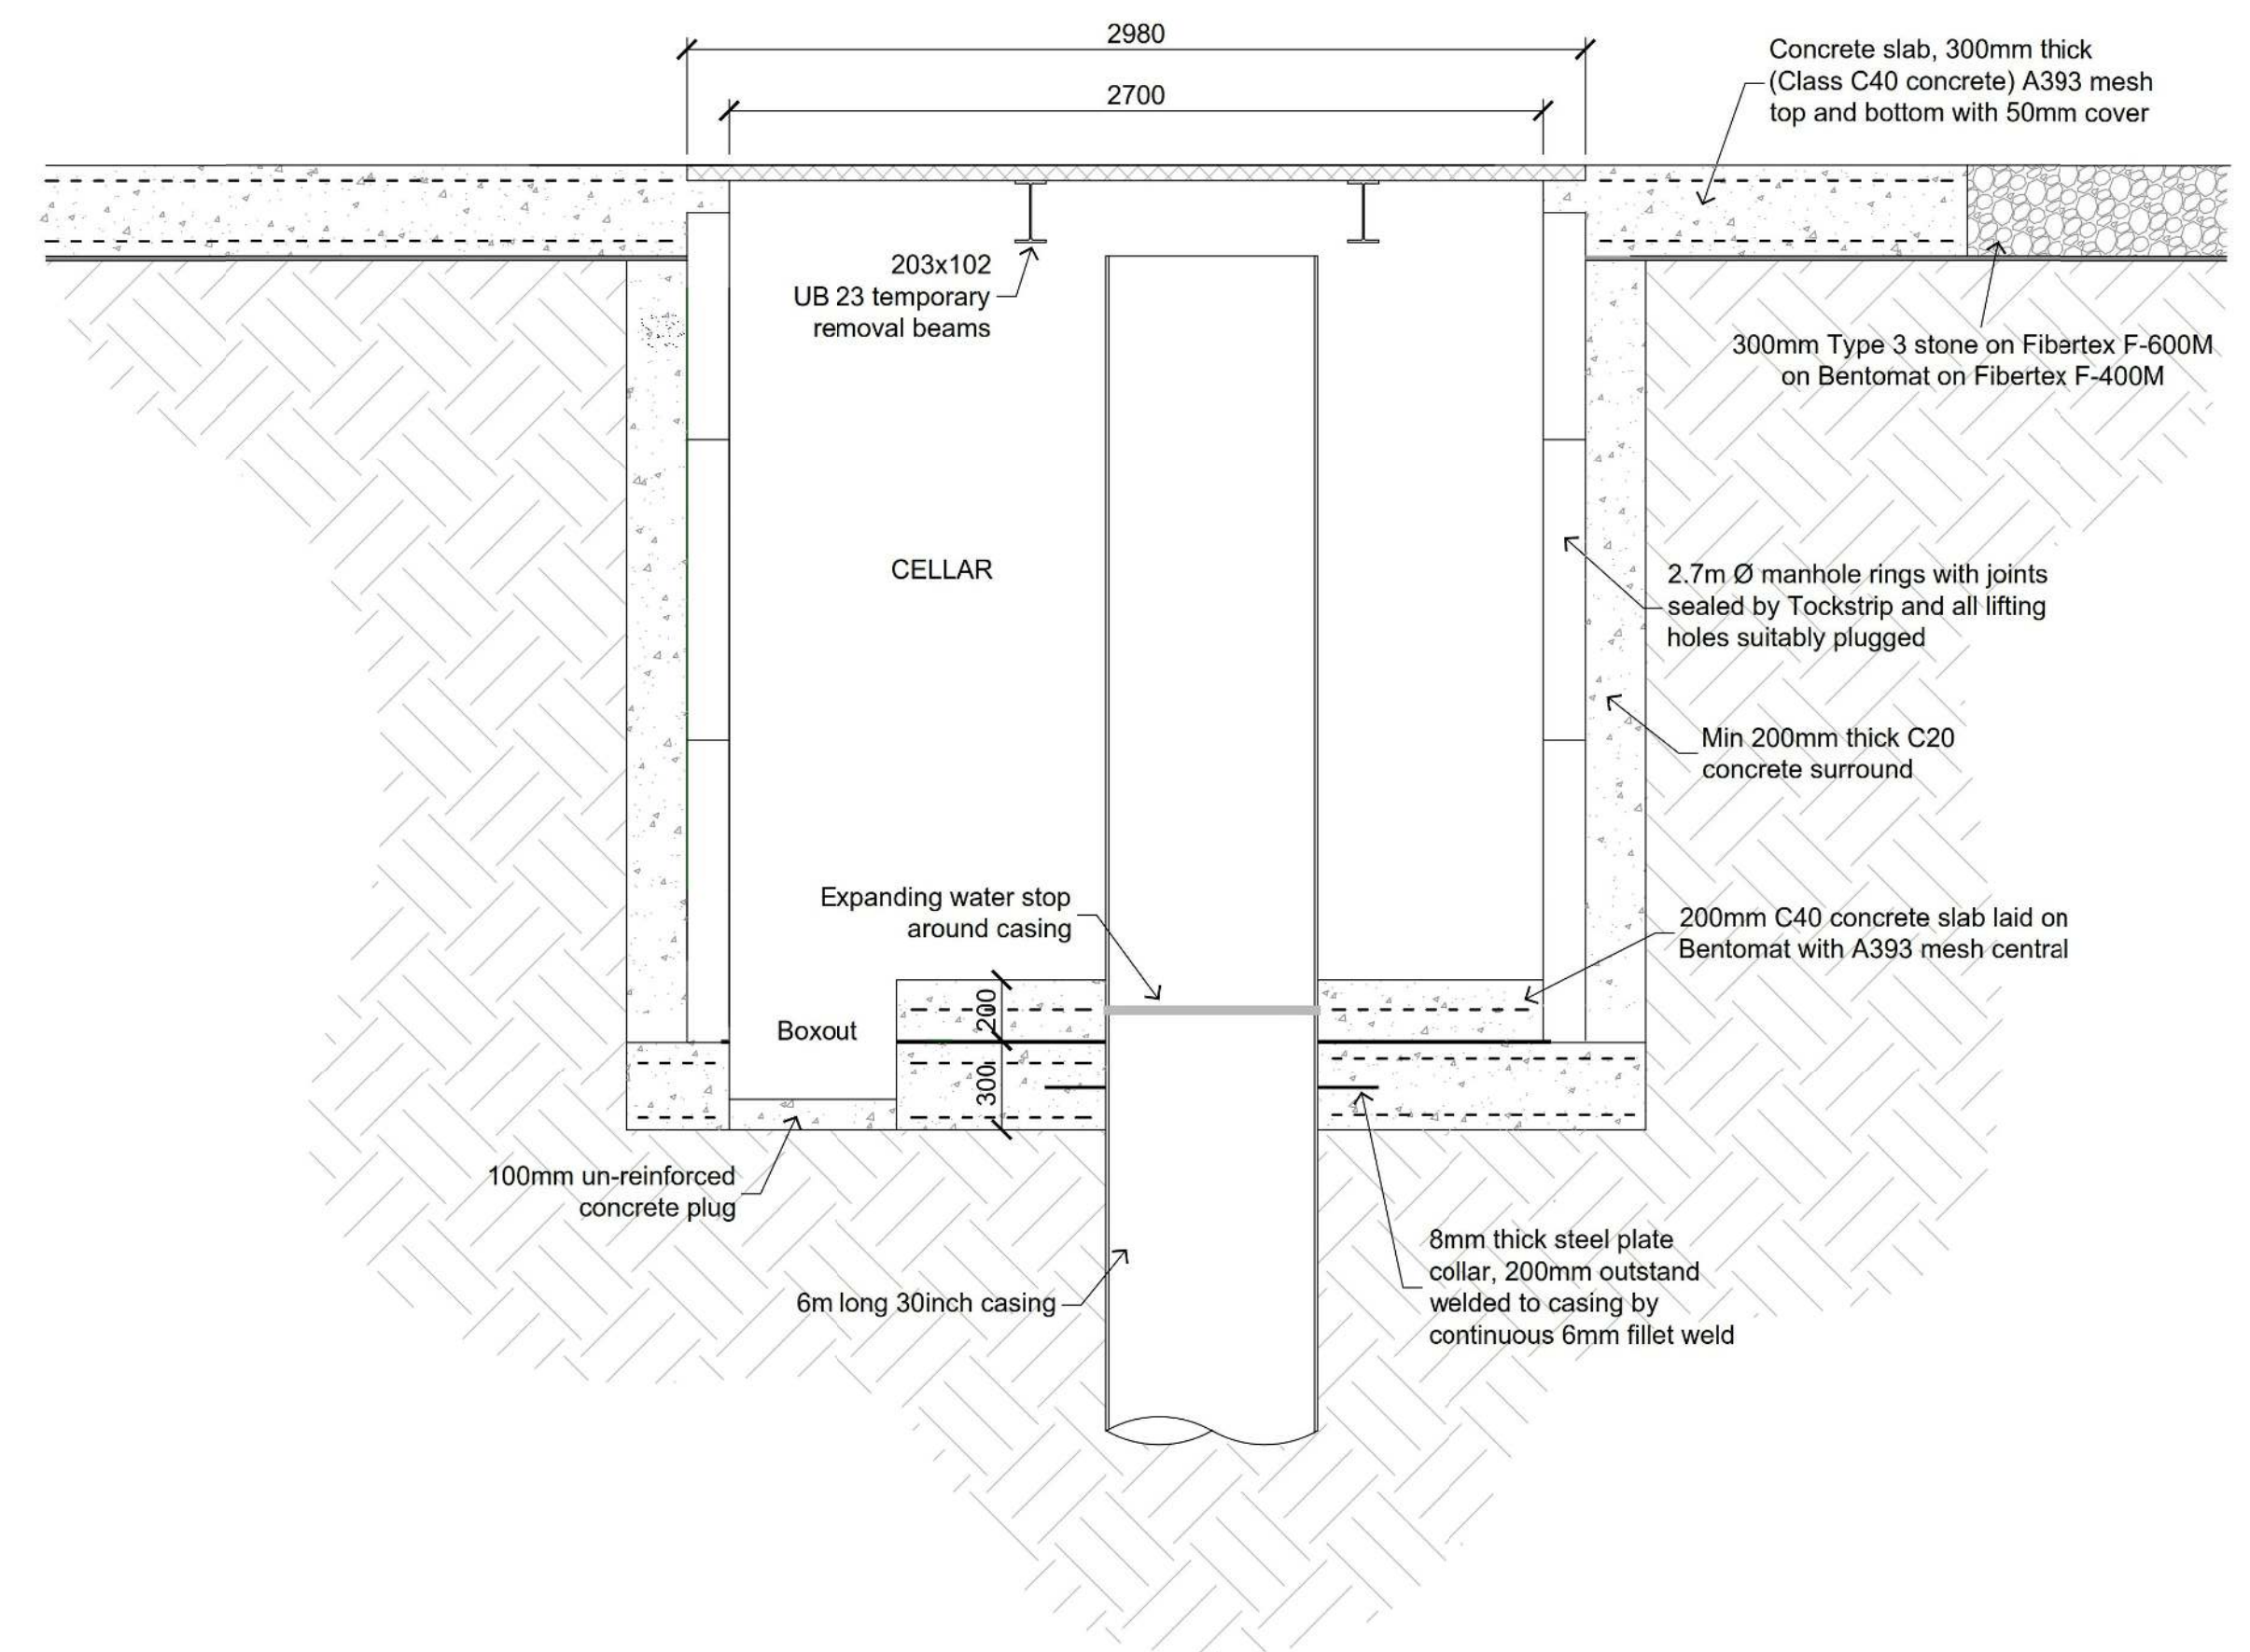 2980
2700
Concrete slab, 300mm thick
(Class C40 concrete) A393 mesh
top and bottom with 50mm cover
203x102
UB 23 temporary
removal beams
300mm Type 3 stone on Fibertex F-600M
on Bentomat on Fibertex F-400M
CELLAR
2.7m Ø manhole rings with joints
sealed by Tockstrip and all lifting
holes suitably plugged
Min 200mm thick C20
concrete surround
Expanding water stop
around casing
200mm C40 concrete slab laid on
Bentomat with A393 mesh central
200
Boxout
300
100mm un-reinforced
concrete plug
8mm thick steel plate
collar, 200mm outstand
welded to casing by
continuous 6mm fillet weld
6m long 30inch casing